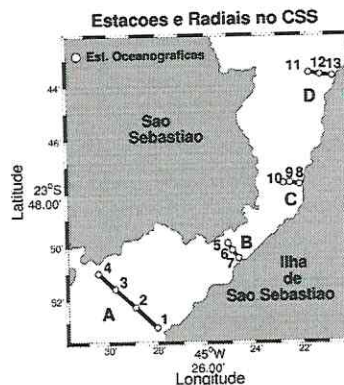 Estacoes e Radiais no CSS
Est. Oceanograficas
11 12 13
44'
D
Sao
Sebastiao
46'
10 9 8
23°S
48.00'
C
Latitude
5
B
50'
6
7
4
Ilha
de
Sao Sebastiao
3
2
52'
A
1
30'
28'
45°W
26.00'
24'
22'
Longitude